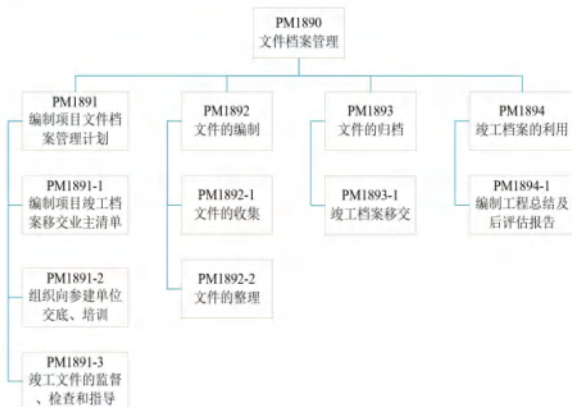 PM1890
文件档案管理
PM1891
编制项目文件档
案管理计划
PM1892
文件的编制
PM1893
文件的归档
PM1894
竣工档案的利用
PM1891-1
编制项目竣工档
案移交业主清单
PM1892-1
文件的收集
PM1893-1
竣工档案移交
PM1894-1
编制工程总结及
后评估报告
PM1891-2
组织向参建单位
交底、培训
PM1892-2
文件的整理
PM1891-3
竣工文件的监督
、检查和指导